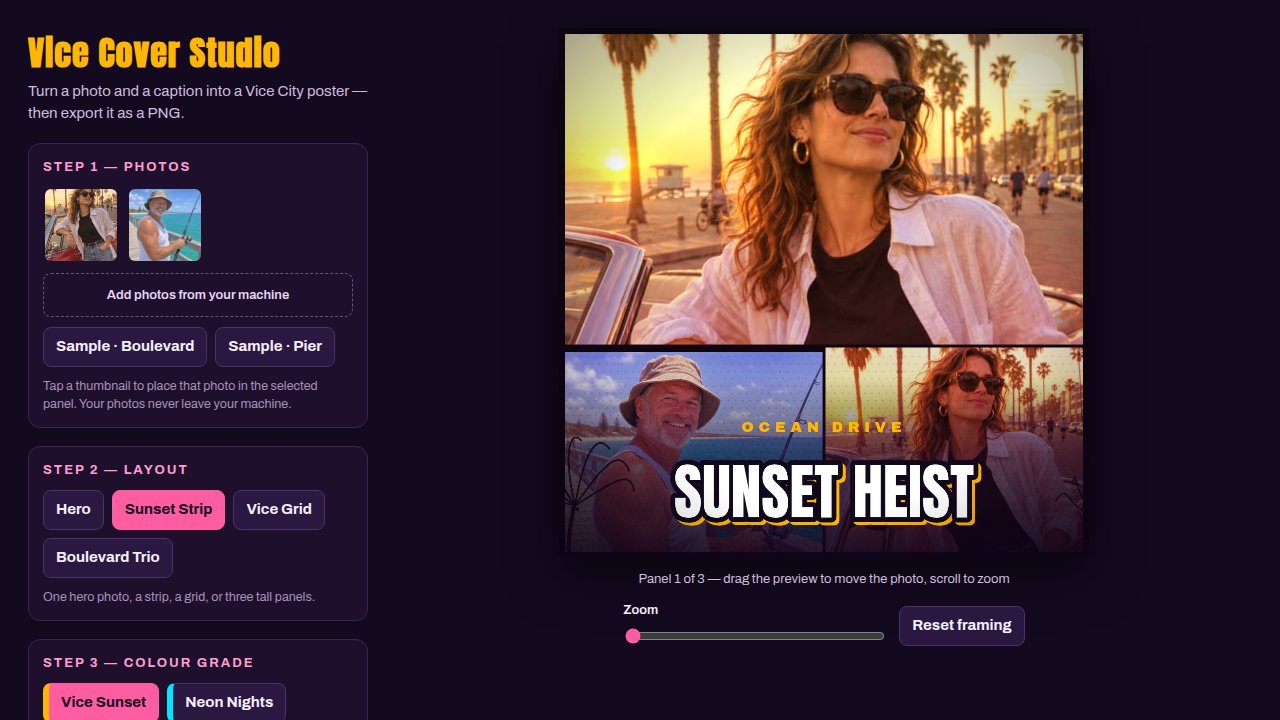 Vice Cover Studio
Turn a photo and a caption into a Vice City poster —
then export it as a PNG.
STEP 1 — PHOTOS
Add photos from your machine
Sample · Boulevard
Sample · Pier
Tap a thumbnail to place that photo in the selected
panel. Your photos never leave your machine.
STEP 2 — LAYOUT
Hero
Sunset Strip
Vice Grid
Boulevard Trio
One hero photo, a strip, a grid, or three tall panels.
STEP 3 — COLOUR GRADE
Vice Sunset
Neon Nights
OCEAN DRIVE
SUNSET HEIST
Panel 1 of 3 — drag the preview to move the photo, scroll to zoom
Zoom
Reset framing